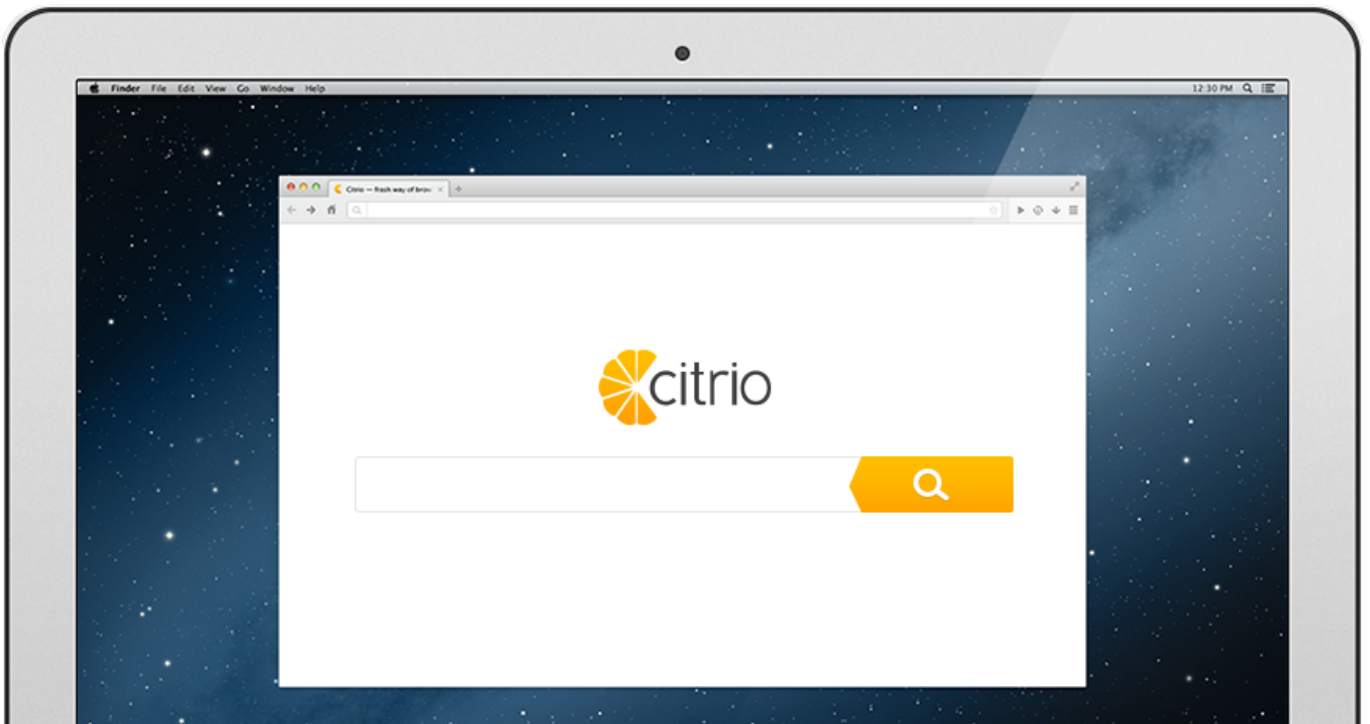 Finder File Edit View Go Window Help
12:30 PM
Citrio — fresh way of brow
citrio